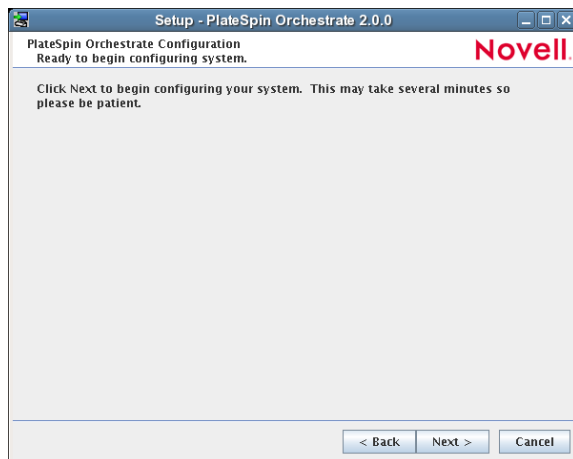 Setup - PlateSpin Orchestrate 2.0.0
PlateSpin Orchestrate Configuration
Ready to begin configuring system.
Novell.
Click Next to begin configuring your system. This may take several minutes so
please be patient.
< Back
Next >
Cancel